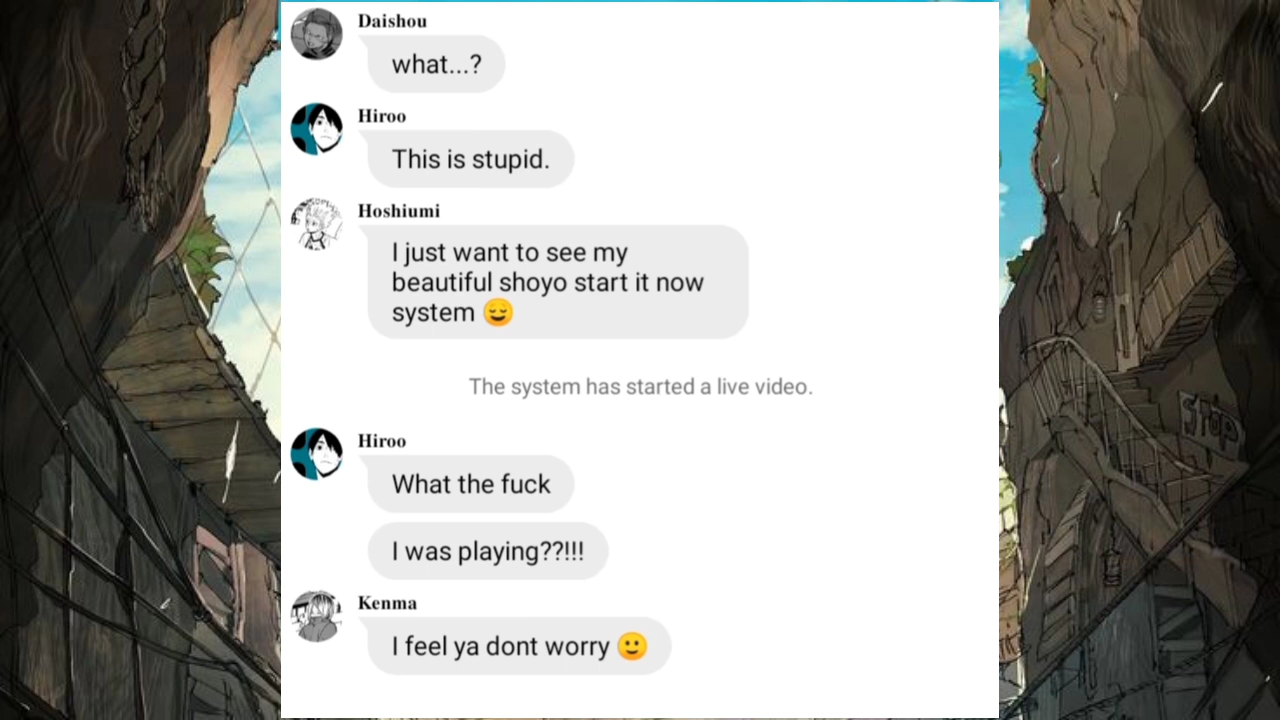 Daishou
what...?
Hiroo
This is stupid.
Hoshiumi
I just want to see my
beautiful shoyo start it now
system 😌
The system has started a live video.
Hiroo
What the fuck
I was playing??!!!
Kenma
I feel ya dont worry 🙂
STOP